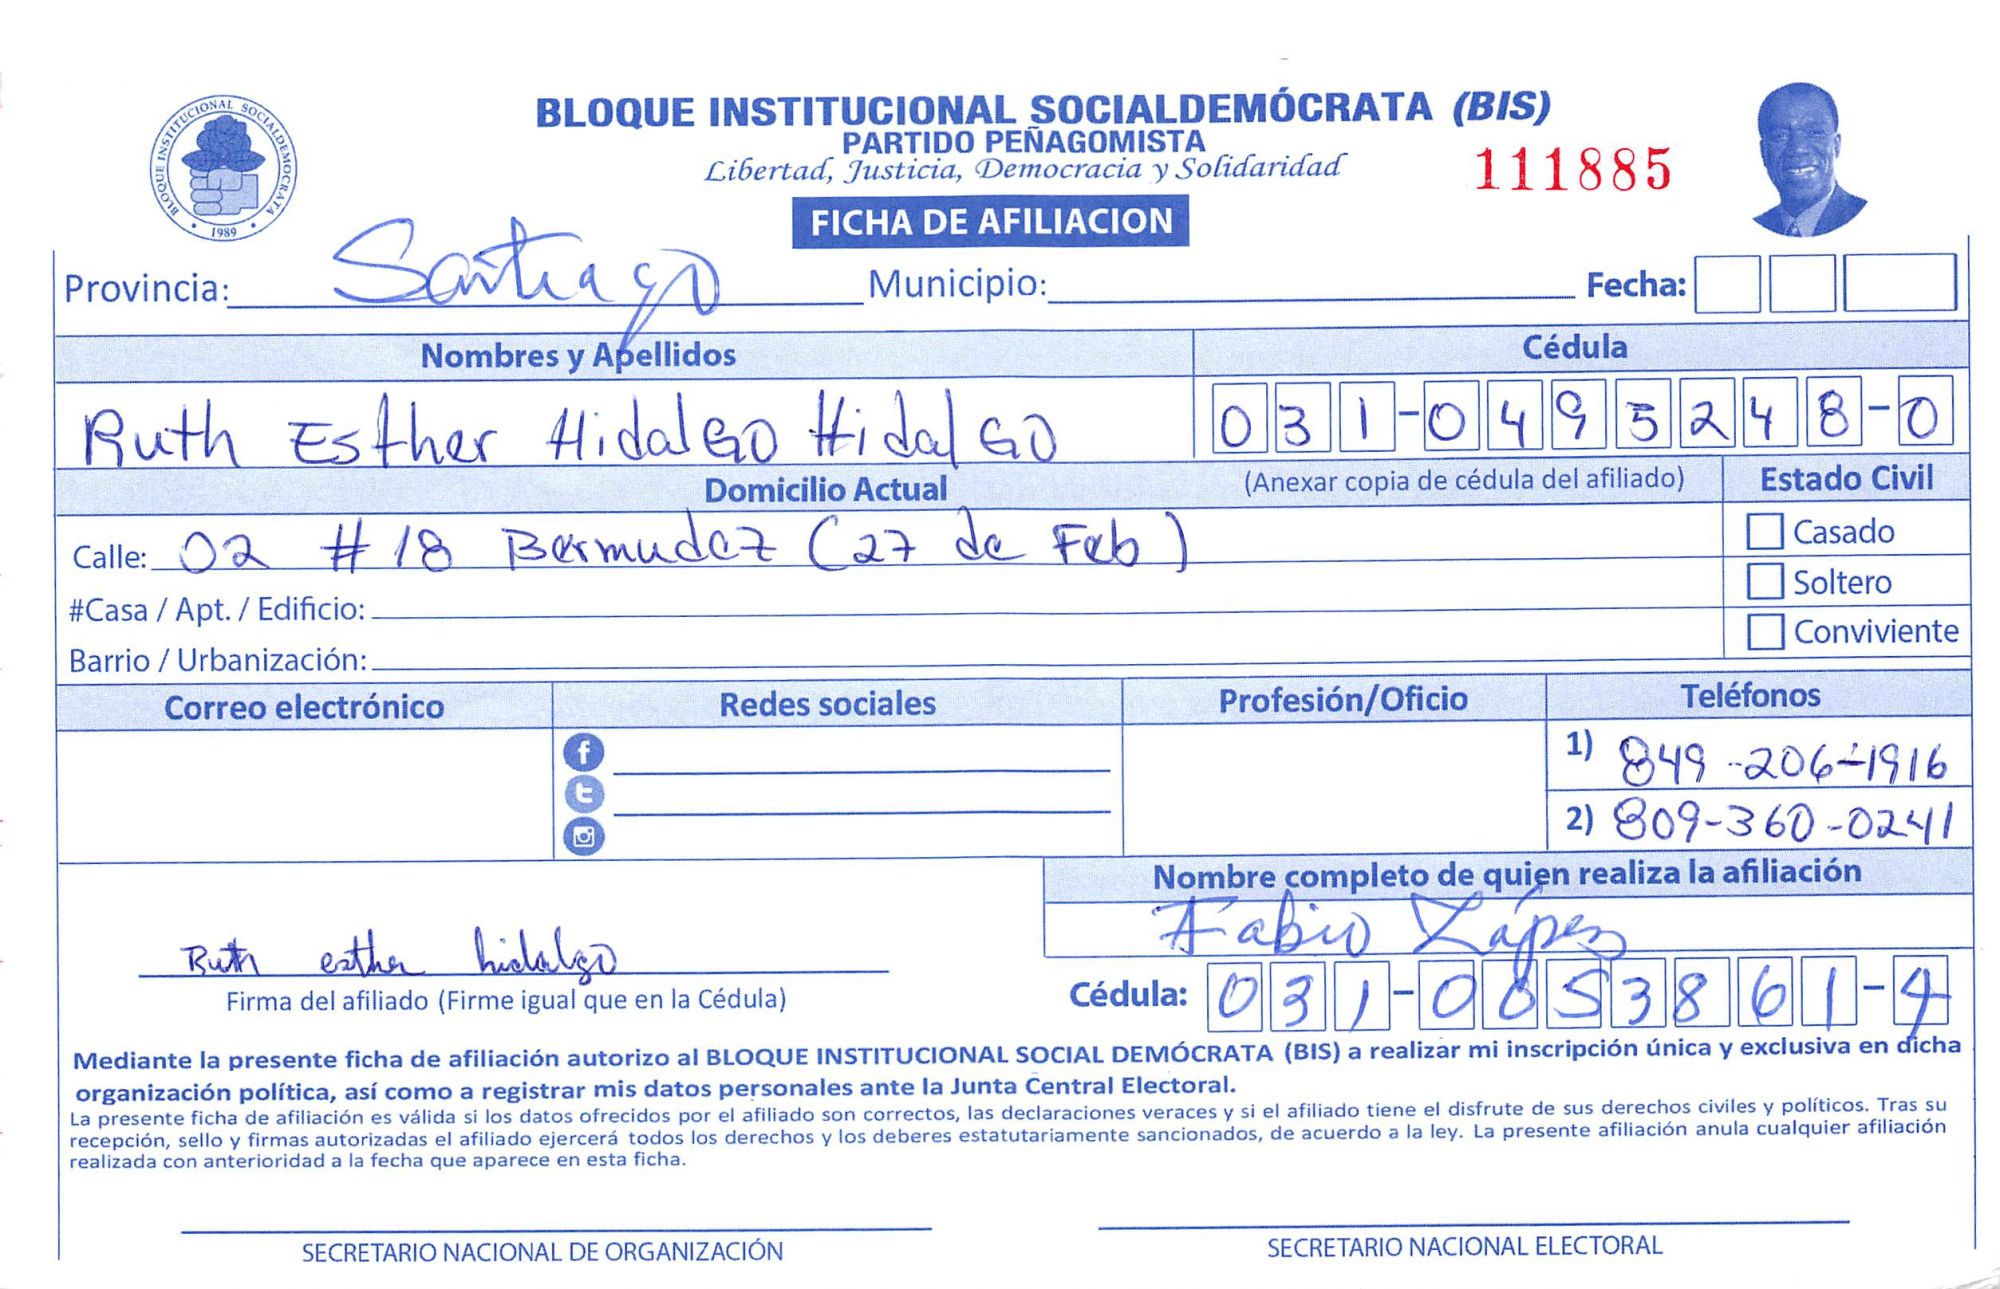 BLOQUE INSTITUCIONAL SOCIALDEMÓCRATA (BIS)
PARTIDO PEÑAGOMISTA
Libertad, Justicia, Democracia y Solidaridad
111885
BLOQUE INSTITUCIONAL SOCIALDEMOCRATA
1989
FICHA DE AFILIACION
Provincia: Santiago Municipio: Fecha:
Nombres y Apellidos Cédula
Ruth Esther Hidalgo Hidalgo 031-0495248-0
Domicilio Actual (Anexar copia de cédula del afiliado) Estado Civil
Calle: 02 #18 Bermudez (27 de Feb) Casado
#Casa / Apt. / Edificio: Soltero
Barrio / Urbanización: Conviviente
Correo electrónico Redes sociales Profesión/Oficio Teléfonos
1) 849-206-1916
2) 809-360-0241
Nombre completo de quien realiza la afiliación
Fabio López
Ruth esther hidalgo
Firma del afiliado (Firme igual que en la Cédula) Cédula: 031-0053861-4
Mediante la presente ficha de afiliación autorizo al BLOQUE INSTITUCIONAL SOCIAL DEMÓCRATA (BIS) a realizar mi inscripción única y exclusiva en dicha
organización política, así como a registrar mis datos personales ante la Junta Central Electoral.
La presente ficha de afiliación es válida si los datos ofrecidos por el afiliado son correctos, las declaraciones veraces y si el afiliado tiene el disfrute de sus derechos civiles y políticos. Tras su
recepción, sello y firmas autorizadas el afiliado ejercerá todos los derechos y los deberes estatutariamente sancionados, de acuerdo a la ley. La presente afiliación anula cualquier afiliación
realizada con anterioridad a la fecha que aparece en esta ficha.
SECRETARIO NACIONAL DE ORGANIZACIÓN SECRETARIO NACIONAL ELECTORAL